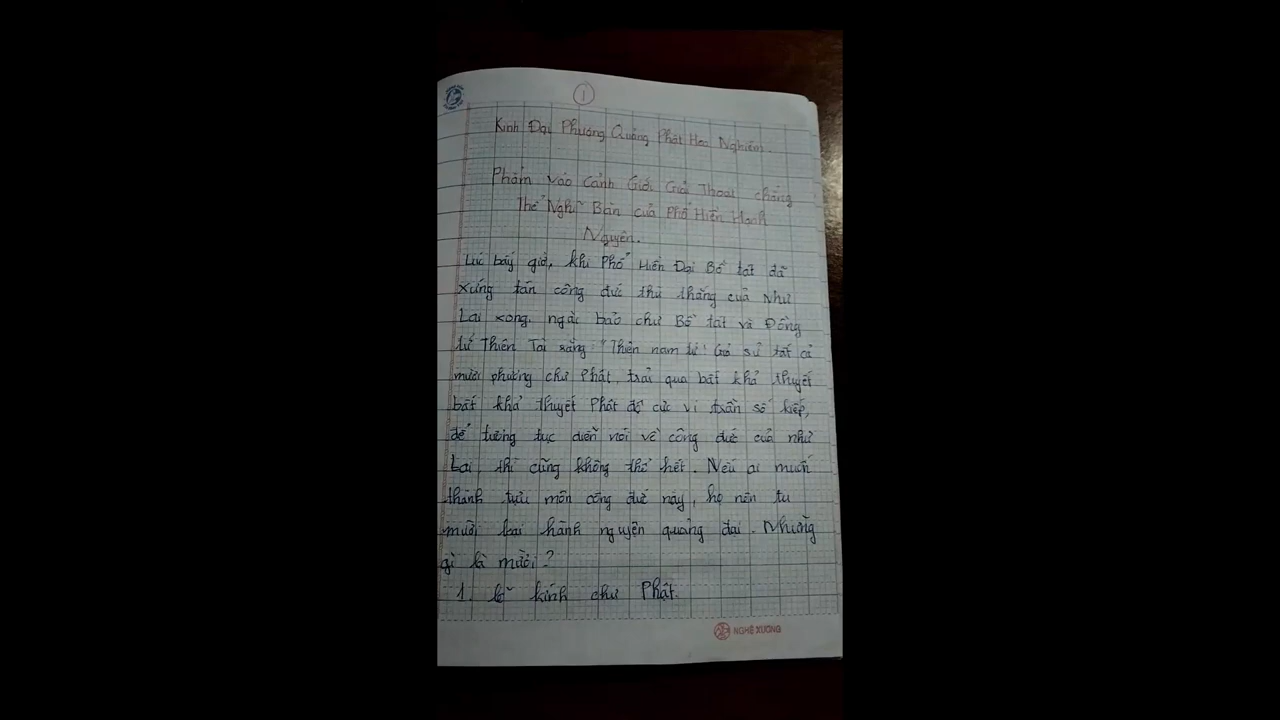 1
Kinh Đại Phương Quảng Phật Hoa Nghiêm.
Phẩm vào Cảnh Giới Giải Thoát chẳng
Thể Nghĩ Bàn của Phổ Hiền Hạnh
Nguyện.
Lúc bấy giờ, khi Phổ Hiền Đại Bồ tát đã
xưng tán công đức thù thắng của Như
Lai xong, ngài bảo chư Bồ tát và Đồng
tử Thiện Tài rằng: "Thiện nam tử! Giả sử tất cả
mười phương chư Phật, trải qua bất khả thuyết
bất khả thuyết Phật độ cực vi trần số kiếp,
để tương tục diễn nói về công đức của như
Lai, thì cũng không thể hết. Nếu ai muốn
thành tựu môn công đức này, họ nên tu
mười loại hành nguyện quảng đại. Những
gì là mười?
1. Lễ kính chư Phật.
NGHỆ XƯƠNG